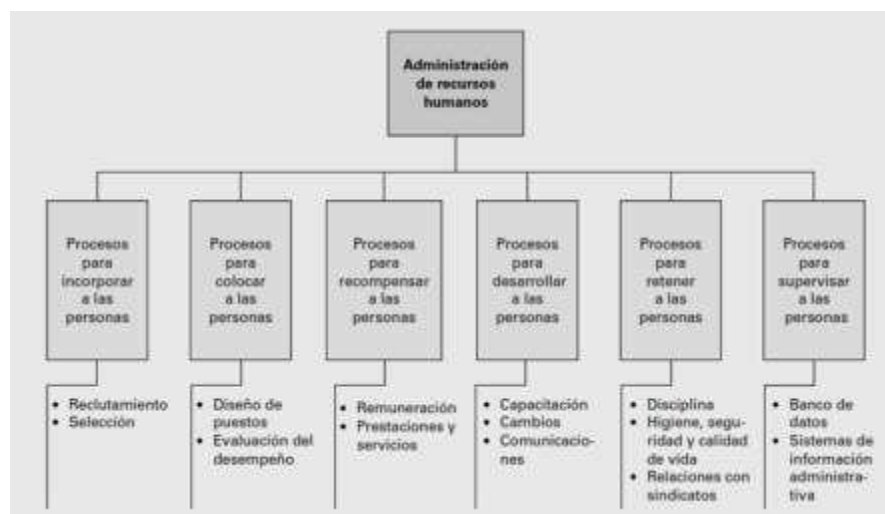 Administración
de recursos
humanos
Procesos
para
incorporar
a las
personas
Procesos
para
colocar
a las
personas
Procesos
para
recompensar
a las
personas
Procesos
para
desarrollar
a las
personas
Procesos
para
retener
a las
personas
Procesos
para
supervisar
a las
personas
• Reclutamiento
• Selección
• Diseño de
puestos
• Evaluación del
desempeño
• Remuneración
• Prestaciones y
servicios
• Capacitación
• Cambios
• Comunicacio-
nes
• Disciplina
• Higiene, segu-
ridad y calidad
de vida
• Relaciones con
sindicatos
• Banco de
datos
• Sistemas de
información
administra-
tiva